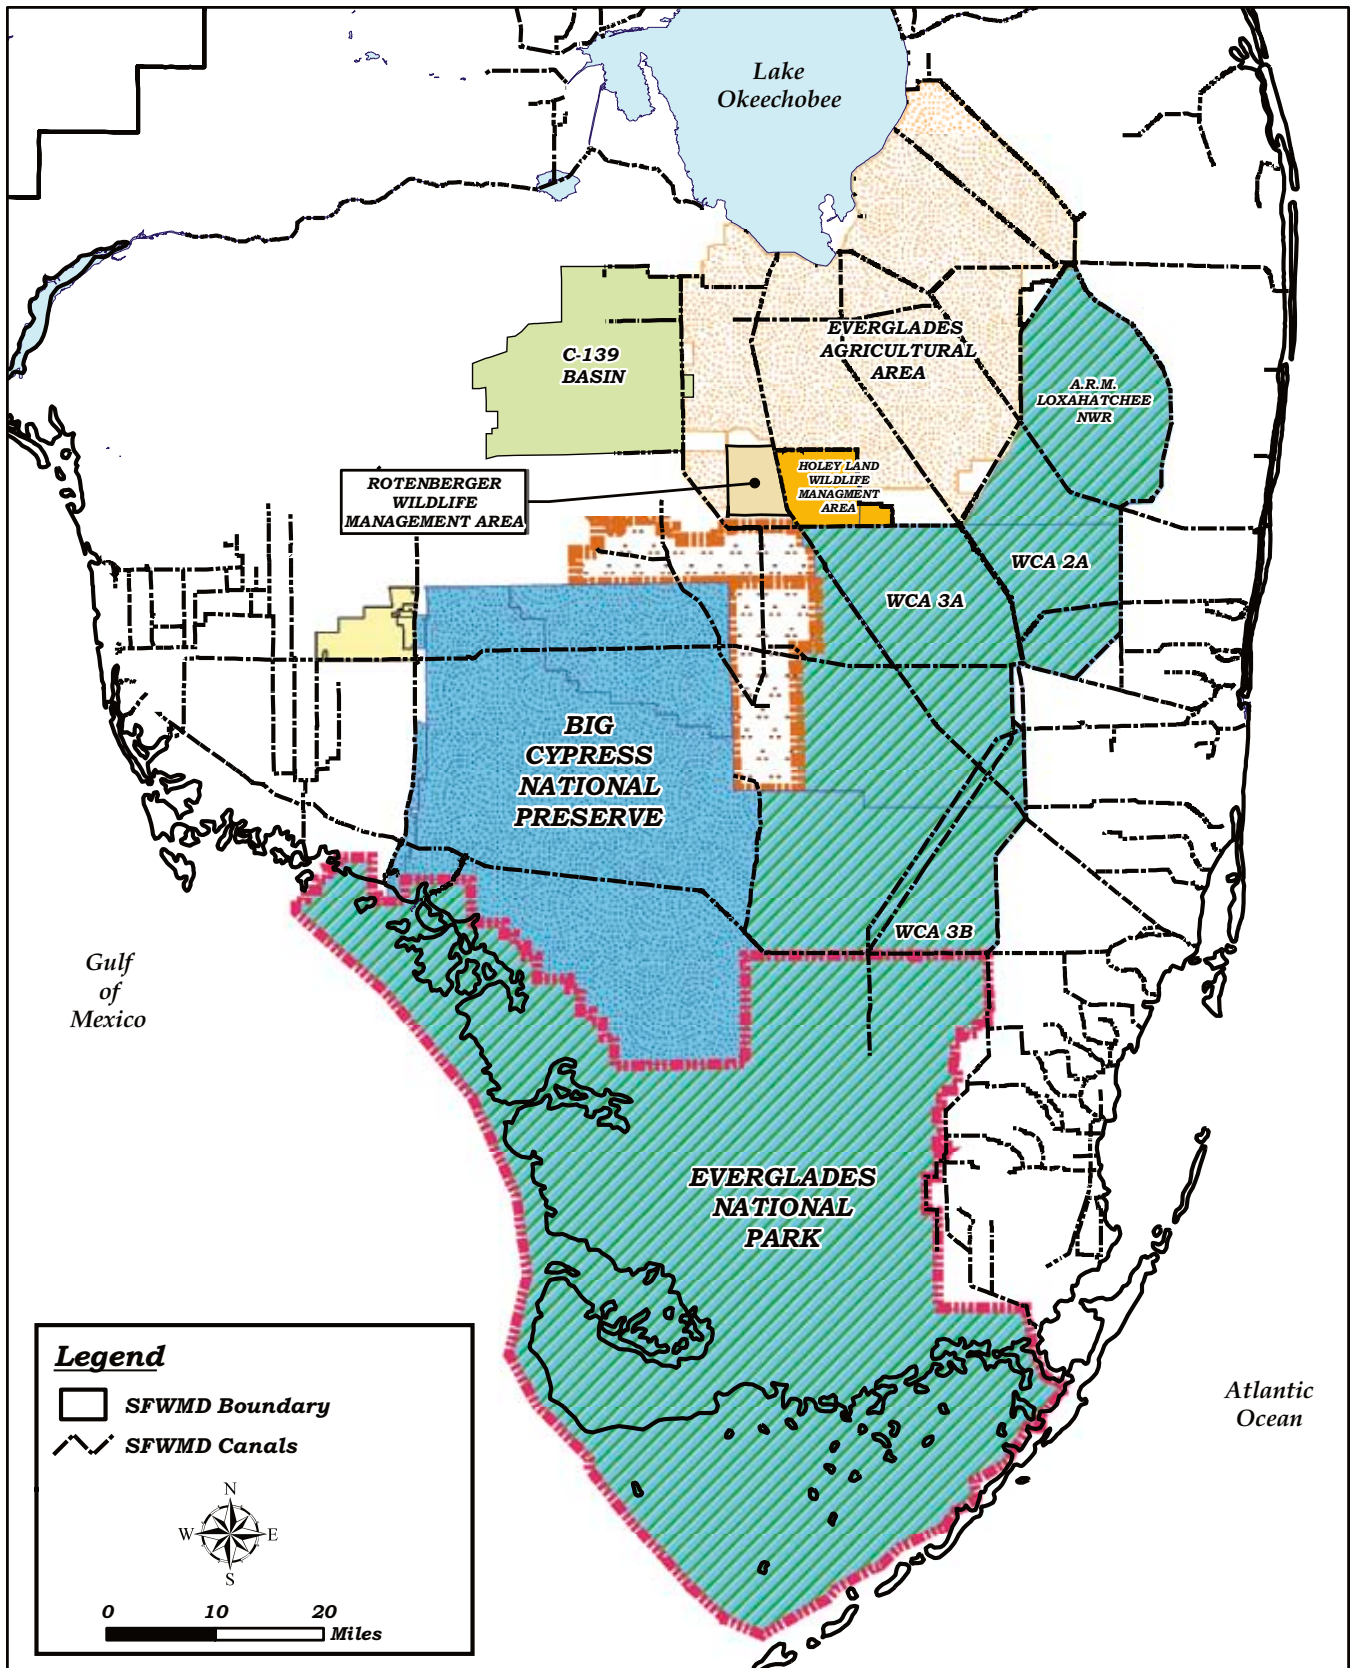 Lake
Okeechobee
EVERGLADES
AGRICULTURAL
AREA
C-139
BASIN
A.R.M.
LOXAHATCHEE
NWR
ROTENBERGER
WILDLIFE
MANAGEMENT AREA
HOLEY LAND
WILDLIFE
MANAGMENT
AREA
WCA 2A
WCA 3A
BIG
CYPRESS
NATIONAL
PRESERVE
WCA 3B
Gulf
of
Mexico
EVERGLADES
NATIONAL
PARK
Atlantic
Ocean
Legend
SFWMD Boundary
SFWMD Canals
N
W E
S
0 10 20
Miles